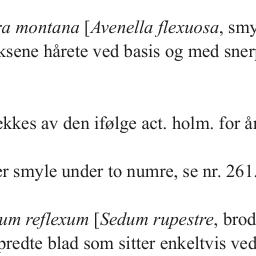 ra montana [Avenella flexuosa, smy
ksene hårete ved basis og med sner
ekkes av den ifølge act. holm. for år
er smyle under to numre, se nr. 261.
um reflexum [Sedum rupestre, brod
predte blad som sitter enkeltvis ved